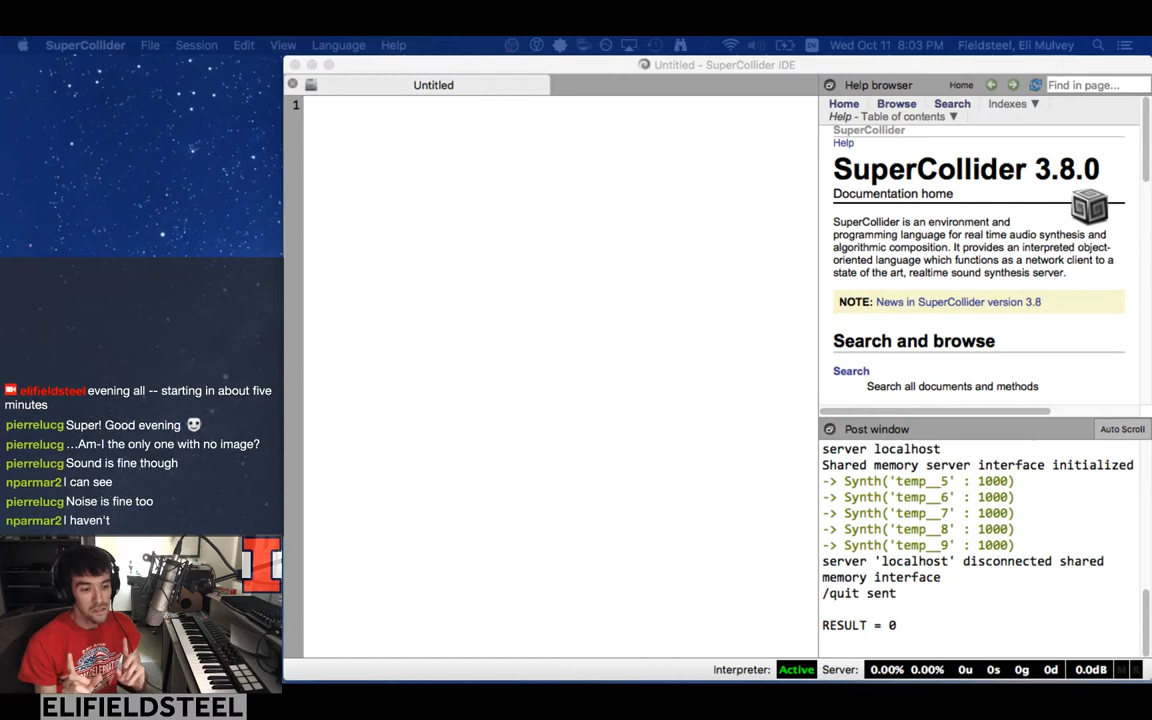 SuperCollider File Session Edit View Language Help Wed Oct 11 8:03 PM Fieldsteel, Eli Mulvey
Untitled - SuperCollider IDE
Untitled
1
Help browser Home Find in page...
Home Browse Search Indexes ▼
Help - Table of contents ▼
SuperCollider
Help
SuperCollider 3.8.0
Documentation home
SuperCollider is an environment and
programming language for real time audio synthesis and
algorithmic composition. It provides an interpreted object-
oriented language which functions as a network client to a
state of the art, realtime sound synthesis server.
NOTE: News in SuperCollider version 3.8
Search and browse
Search
Search all documents and methods
Post window Auto Scroll
server localhost
Shared memory server interface initialized
-> Synth('temp__5' : 1000)
-> Synth('temp__6' : 1000)
-> Synth('temp__7' : 1000)
-> Synth('temp__8' : 1000)
-> Synth('temp__9' : 1000)
server 'localhost' disconnected shared
memory interface
/quit sent
RESULT = 0
Interpreter: Active Server: 0.00% 0.00% 0u 0s 0g 0d 0.0dB M R
elifieldsteel evening all -- starting in about five
minutes
pierrelucg Super! Good evening
pierrelucg ...Am-I the only one with no image?
pierrelucg Sound is fine though
nparmar2 I can see
pierrelucg Noise is fine too
nparmar2 I haven't
ELIFIELDSTEEL